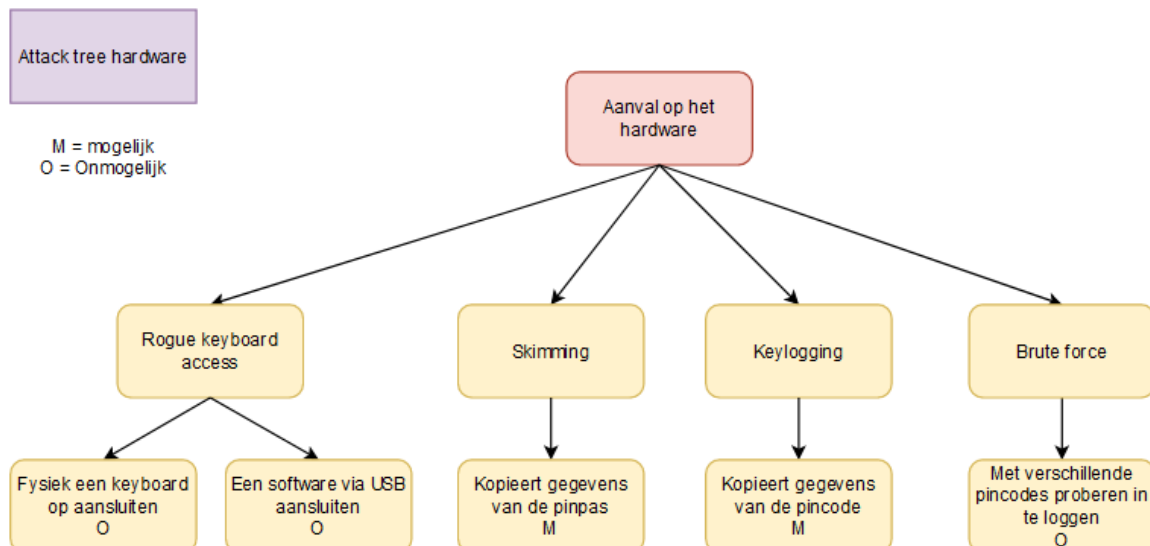 Attack tree hardware
M = mogelijk
O = Onmogelijk
Aanval op het
hardware
Rogue keyboard
access
Skimming
Keylogging
Brute force
Fysiek een keyboard
op aansluiten
O
Een software via USB
aansluiten
O
Kopieert gegevens
van de pinpas
M
Kopieert gegevens
van de pincode
M
Met verschillende
pincodes proberen in
te loggen
O